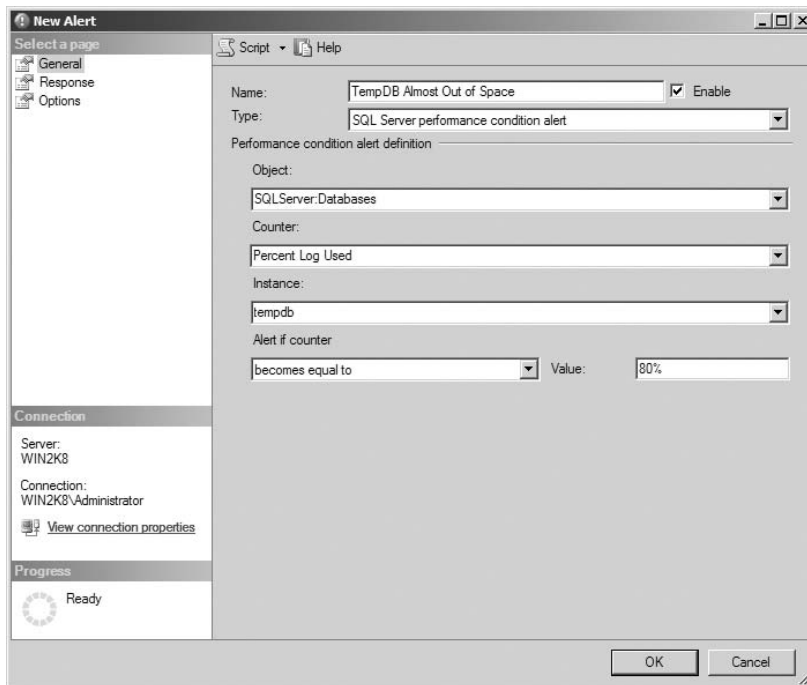 New Alert
Select a page
General
Response
Options
Script Help
Name: TempDB Almost Out of Space Enable
Type: SQL Server performance condition alert
Performance condition alert definition
Object:
SQLServer:Databases
Counter:
Percent Log Used
Instance:
tempdb
Alert if counter
becomes equal to Value: 80%
Connection
Server:
WIN2K8
Connection:
WIN2K8\Administrator
View connection properties
Progress
Ready
OK Cancel